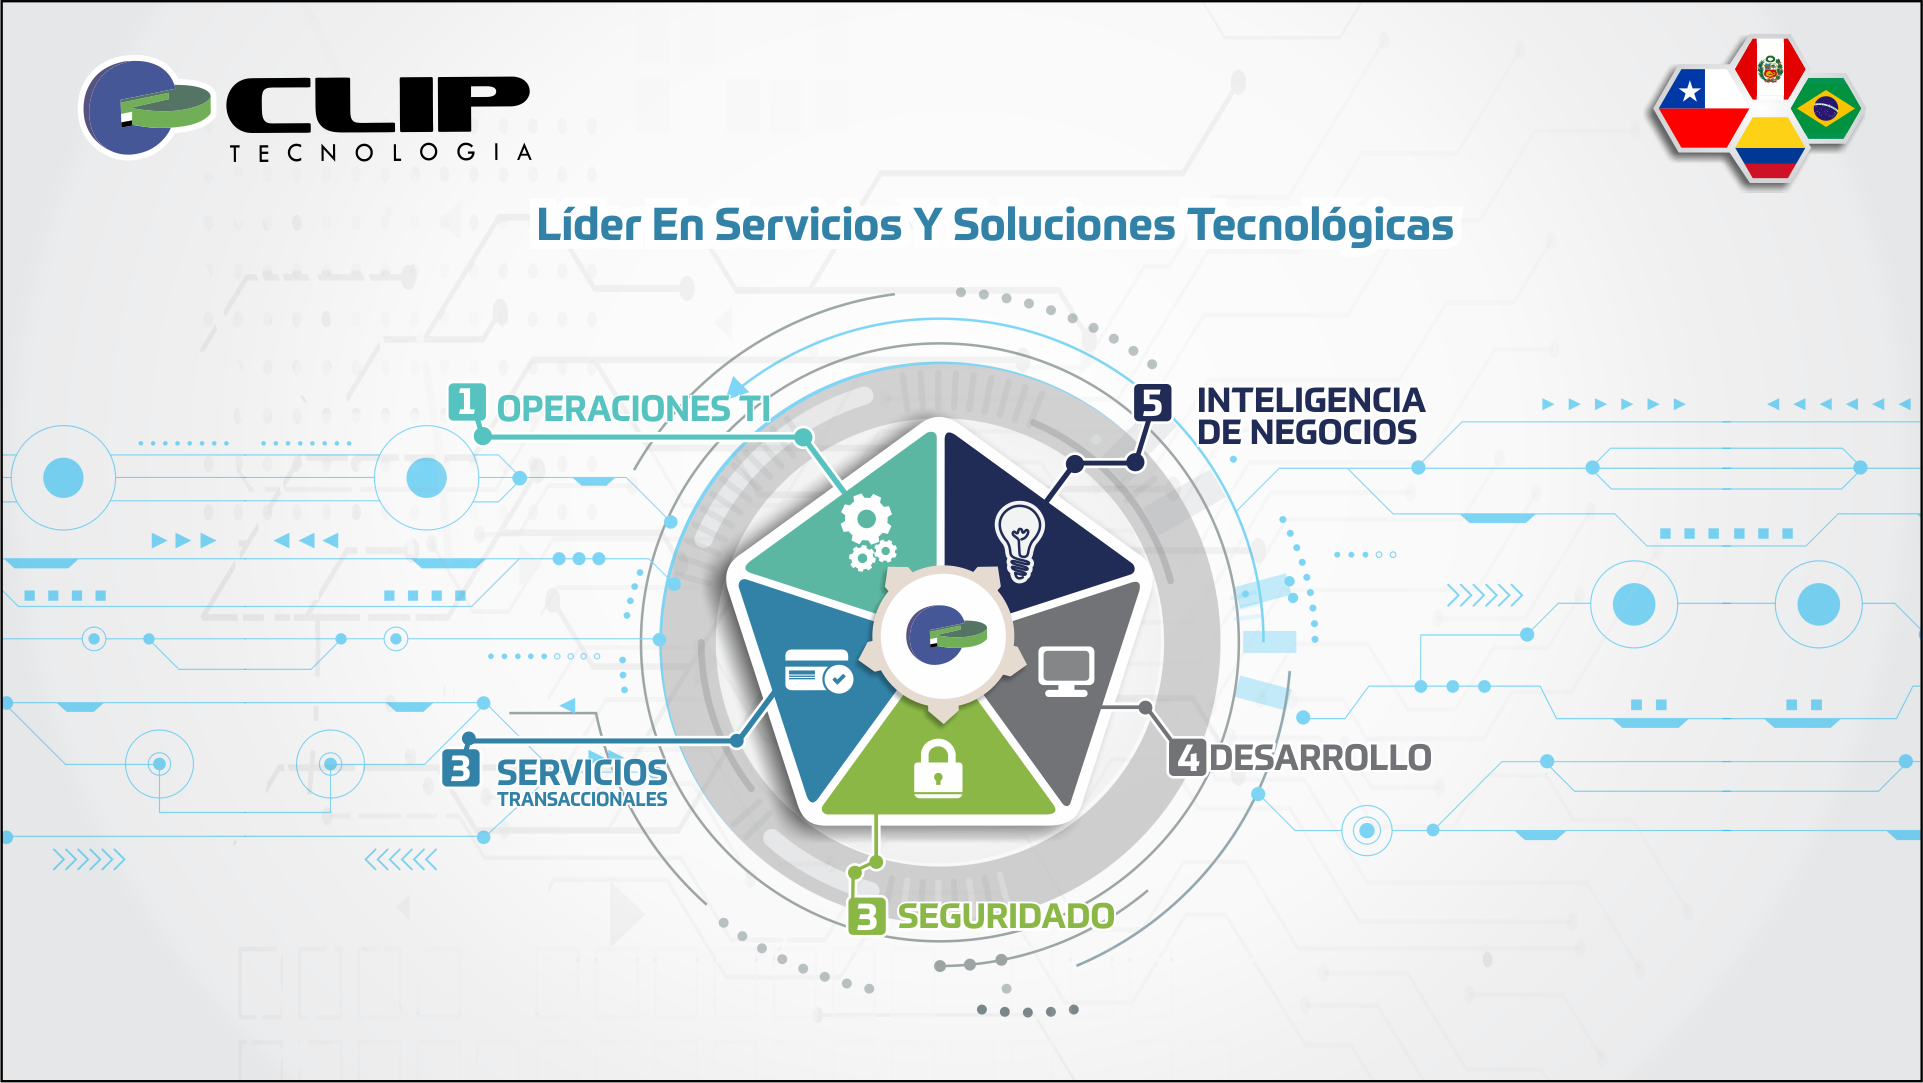 CLIP
TECNOLOGIA
Líder En Servicios Y Soluciones Tecnológicas
1 OPERACIONES TI
5 INTELIGENCIA
DE NEGOCIOS
3 SERVICIOS
TRANSACCIONALES
4 DESARROLLO
3 SEGURIDADO